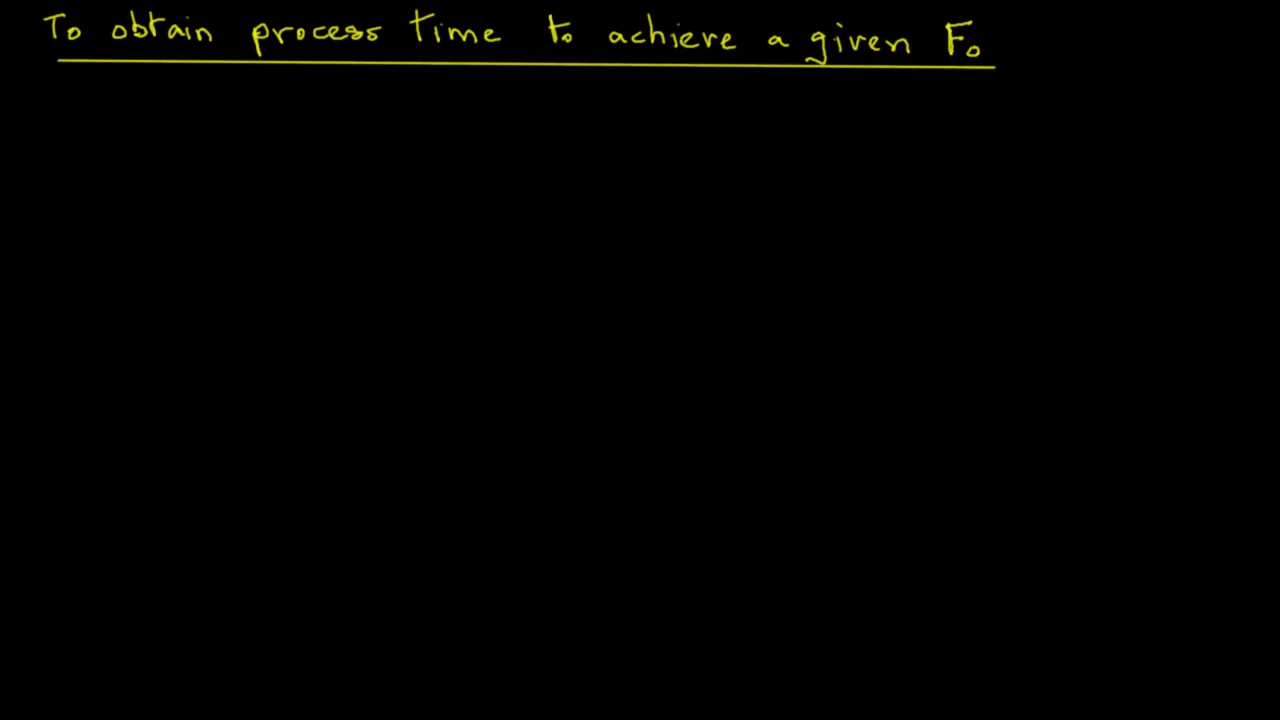 To obtain process time to achieve a given F₀